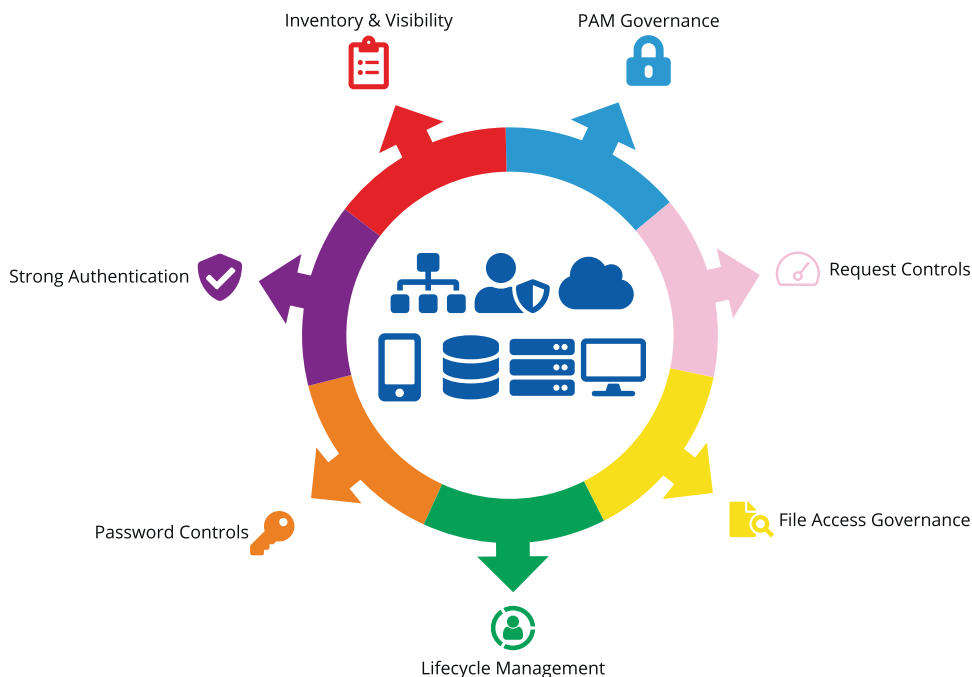 Inventory & Visibility
PAM Governance
Strong Authentication
Request Controls
Password Controls
File Access Governance
Lifecycle Management